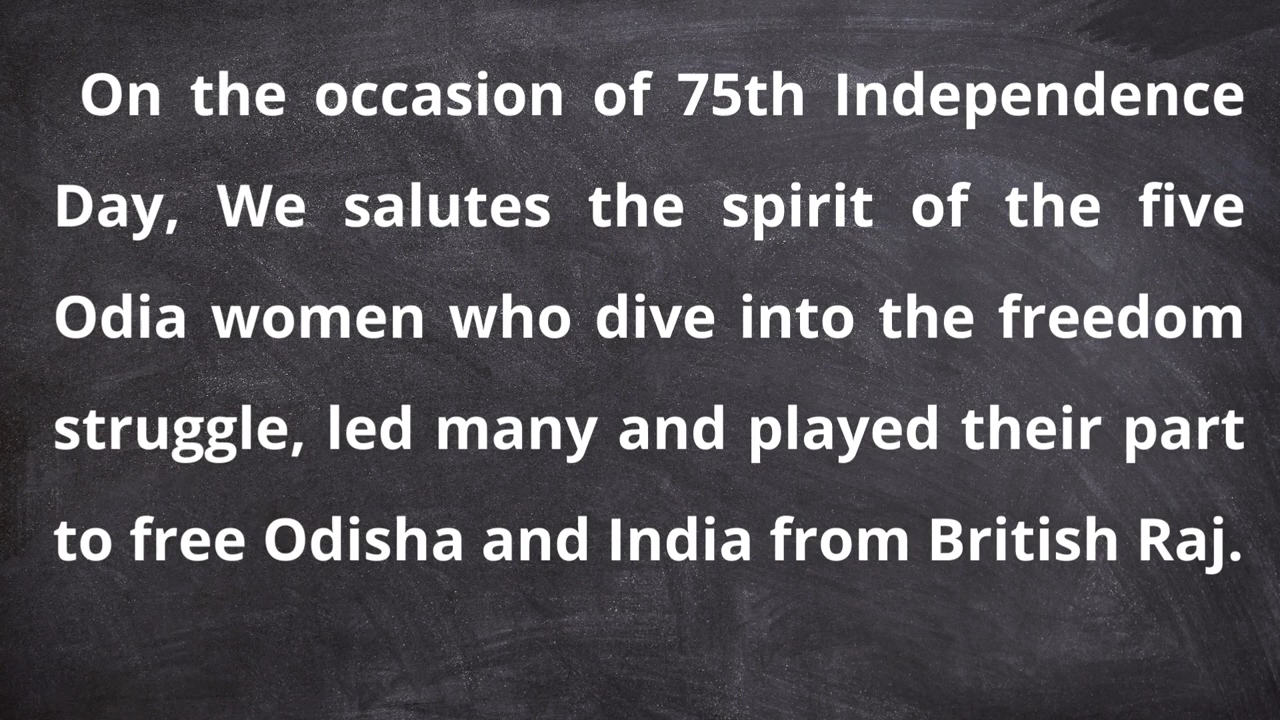 On the occasion of 75th Independence
Day, We salutes the spirit of the five
Odia women who dive into the freedom
struggle, led many and played their part
to free Odisha and India from British Raj.